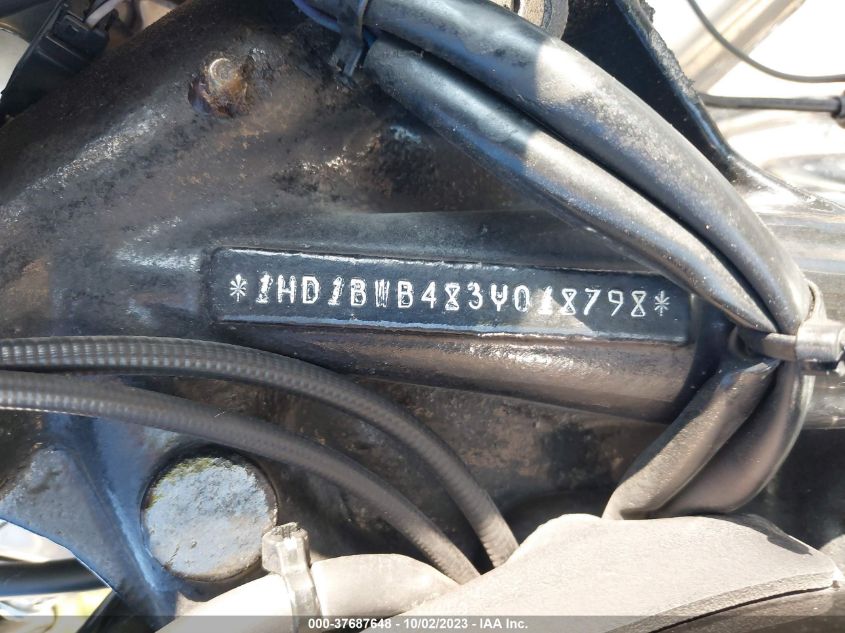 *1HD1BWB483Y018798*
000-37687648 | 10/02/2023 - IAA Inc.